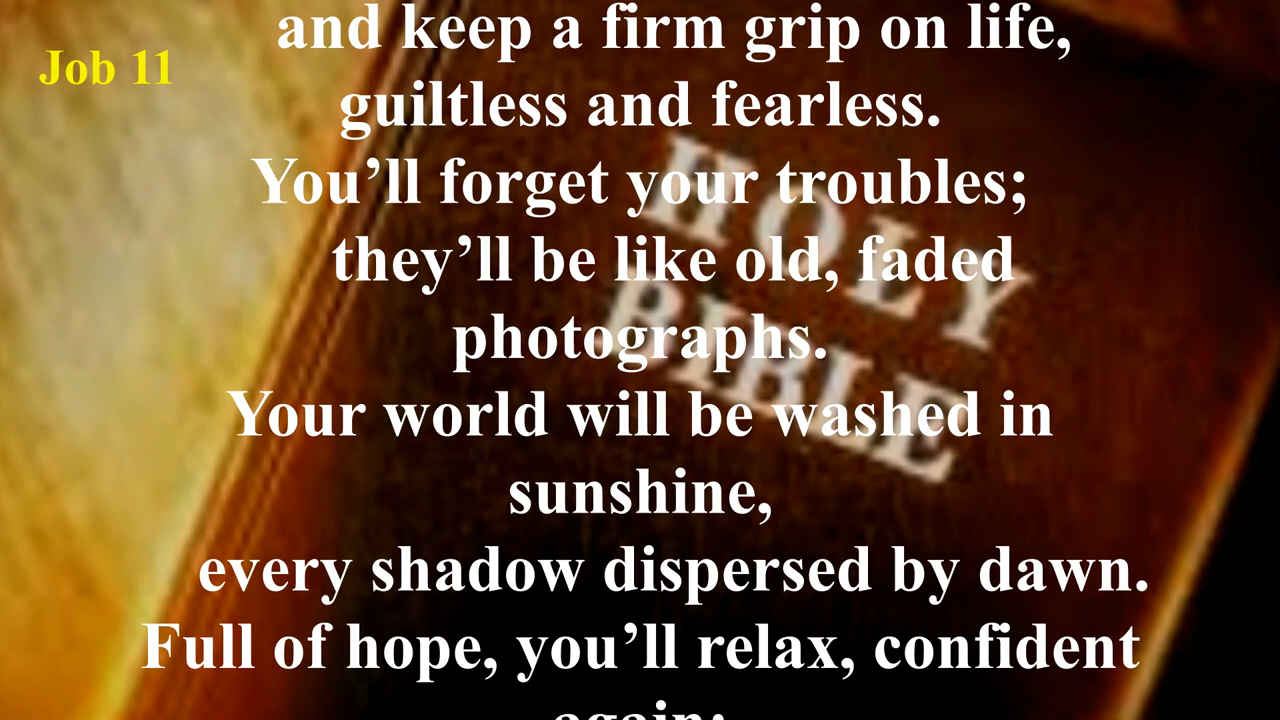 Job 11
and keep a firm grip on life,
guiltless and fearless.
You’ll forget your troubles;
they’ll be like old, faded
photographs.
Your world will be washed in
sunshine,
every shadow dispersed by dawn.
Full of hope, you’ll relax, confident
again;
HOLY
BIBLE